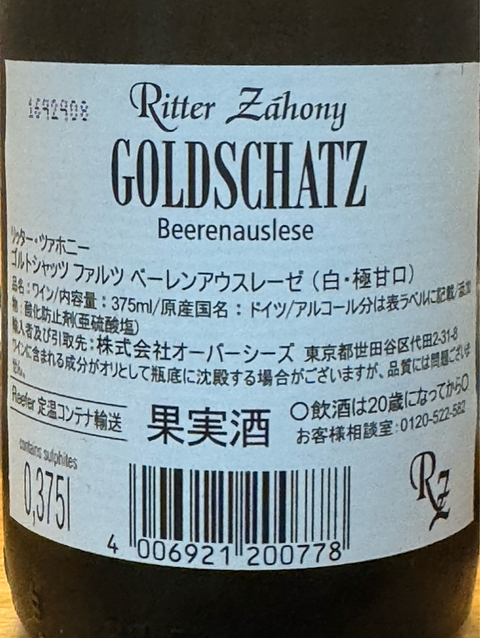 1692908
Ritter Záhony
GOLDSCHATZ
Beerenauslese
リッター・ツァホニー
ゴルトシャッツ ファルツ ベーレンアウスレーゼ（白・極甘口）
品名：ワイン/内容量：375ml/原産国名：ドイツ/アルコール分は表ラベルに記載/添加
物：酸化防止剤(亜硫酸塩)
輸入者及び引取先：株式会社オーバーシーズ 東京都世田谷区代田2-31-8
ワインに含まれる成分がオリとして瓶底に沈殿する場合がございますが、品質には問題ございま
せん。
Reefer 定温コンテナ輸送
果実酒
〇飲酒は20歳になってから〇
お客様相談室：0120-522-582
contains sulphites
0,375l
RZ
4 006921 200778